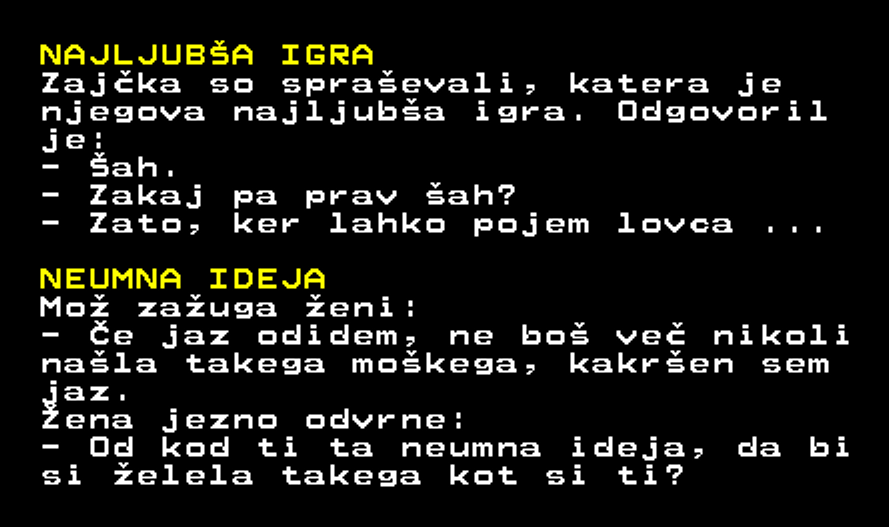 NAJLJUBŠA IGRA
Zajčka so spraševali, katera je
njegova najljubša igra. Odgovoril
je:
- Šah.
- Zakaj pa prav šah?
- Zato, ker lahko pojem lovca ...
NEUMNA IDEJA
Mož zažuga ženi:
- Če jaz odidem, ne boš več nikoli
našla takega moškega, kakršen sem
jaz.
Žena jezno odvrne:
- Od kod ti ta neumna ideja, da bi
si želela takega kot si ti?